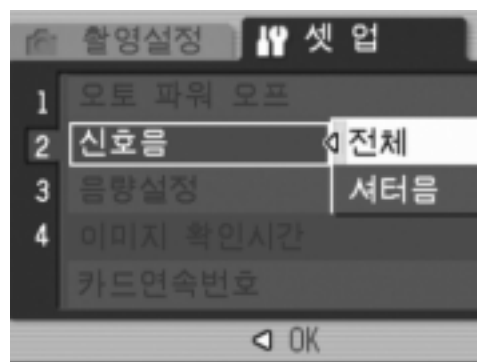 촬영설정 셋 업
1 오토 파워 오프
2 신호음 전체
3 음량설정 셔터음
4 이미지 확인시간
카드연속번호
OK